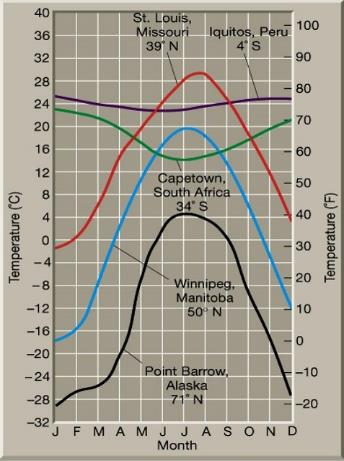 40
36
32
28
24
20
16
12
8
4
0
−4
−8
−12
−16
−20
−24
−28
−32
Temperature (°C)
St. Louis,
Missouri
39° N
Iquitos, Peru
4° S
Capetown,
South Africa
34° S
Winnipeg,
Manitoba
50° N
Point Barrow,
Alaska
71° N
100
90
80
70
60
50
40
30
20
10
0
−10
−20
Temperature (°F)
J F M A M J J A S O N D
Month